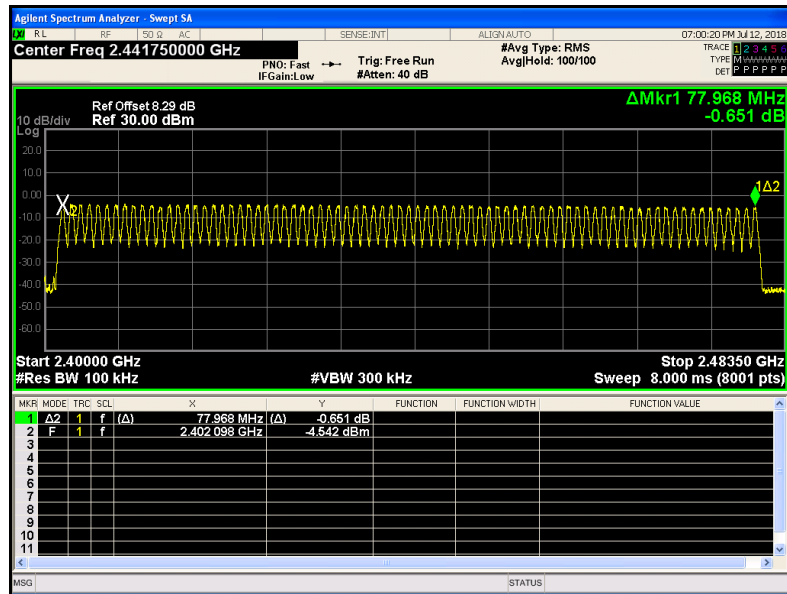 Agilent Spectrum Analyzer - Swept SA
LXI RL RF 50 Ω AC SENSE:INT ALIGN AUTO 07:00:20 PM Jul 12, 2018
Center Freq 2.441750000 GHz #Avg Type: RMS TRACE 1 2 3 4 5 6
PNO: Fast Trig: Free Run Avg|Hold: 100/100 TYPE M WWWWW
IFGain:Low #Atten: 40 dB DET P P P P P P
ΔMkr1 77.968 MHz
-0.651 dB
Ref Offset 8.29 dB
10 dB/div Ref 30.00 dBm
Log
20.0
10.0
0.00
-10.0
-20.0
-30.0
-40.0
-50.0
-60.0
1Δ2
2
Start 2.40000 GHz Stop 2.48350 GHz
#Res BW 100 kHz #VBW 300 kHz Sweep 8.000 ms (8001 pts)
MKR MODE TRC SCL X Y FUNCTION FUNCTION WIDTH FUNCTION VALUE
1 Δ2 1 f (Δ) 77.968 MHz (Δ) -0.651 dB
2 F 1 f 2.402 098 GHz -4.542 dBm
3
4
5
6
7
8
9
10
11
MSG STATUS